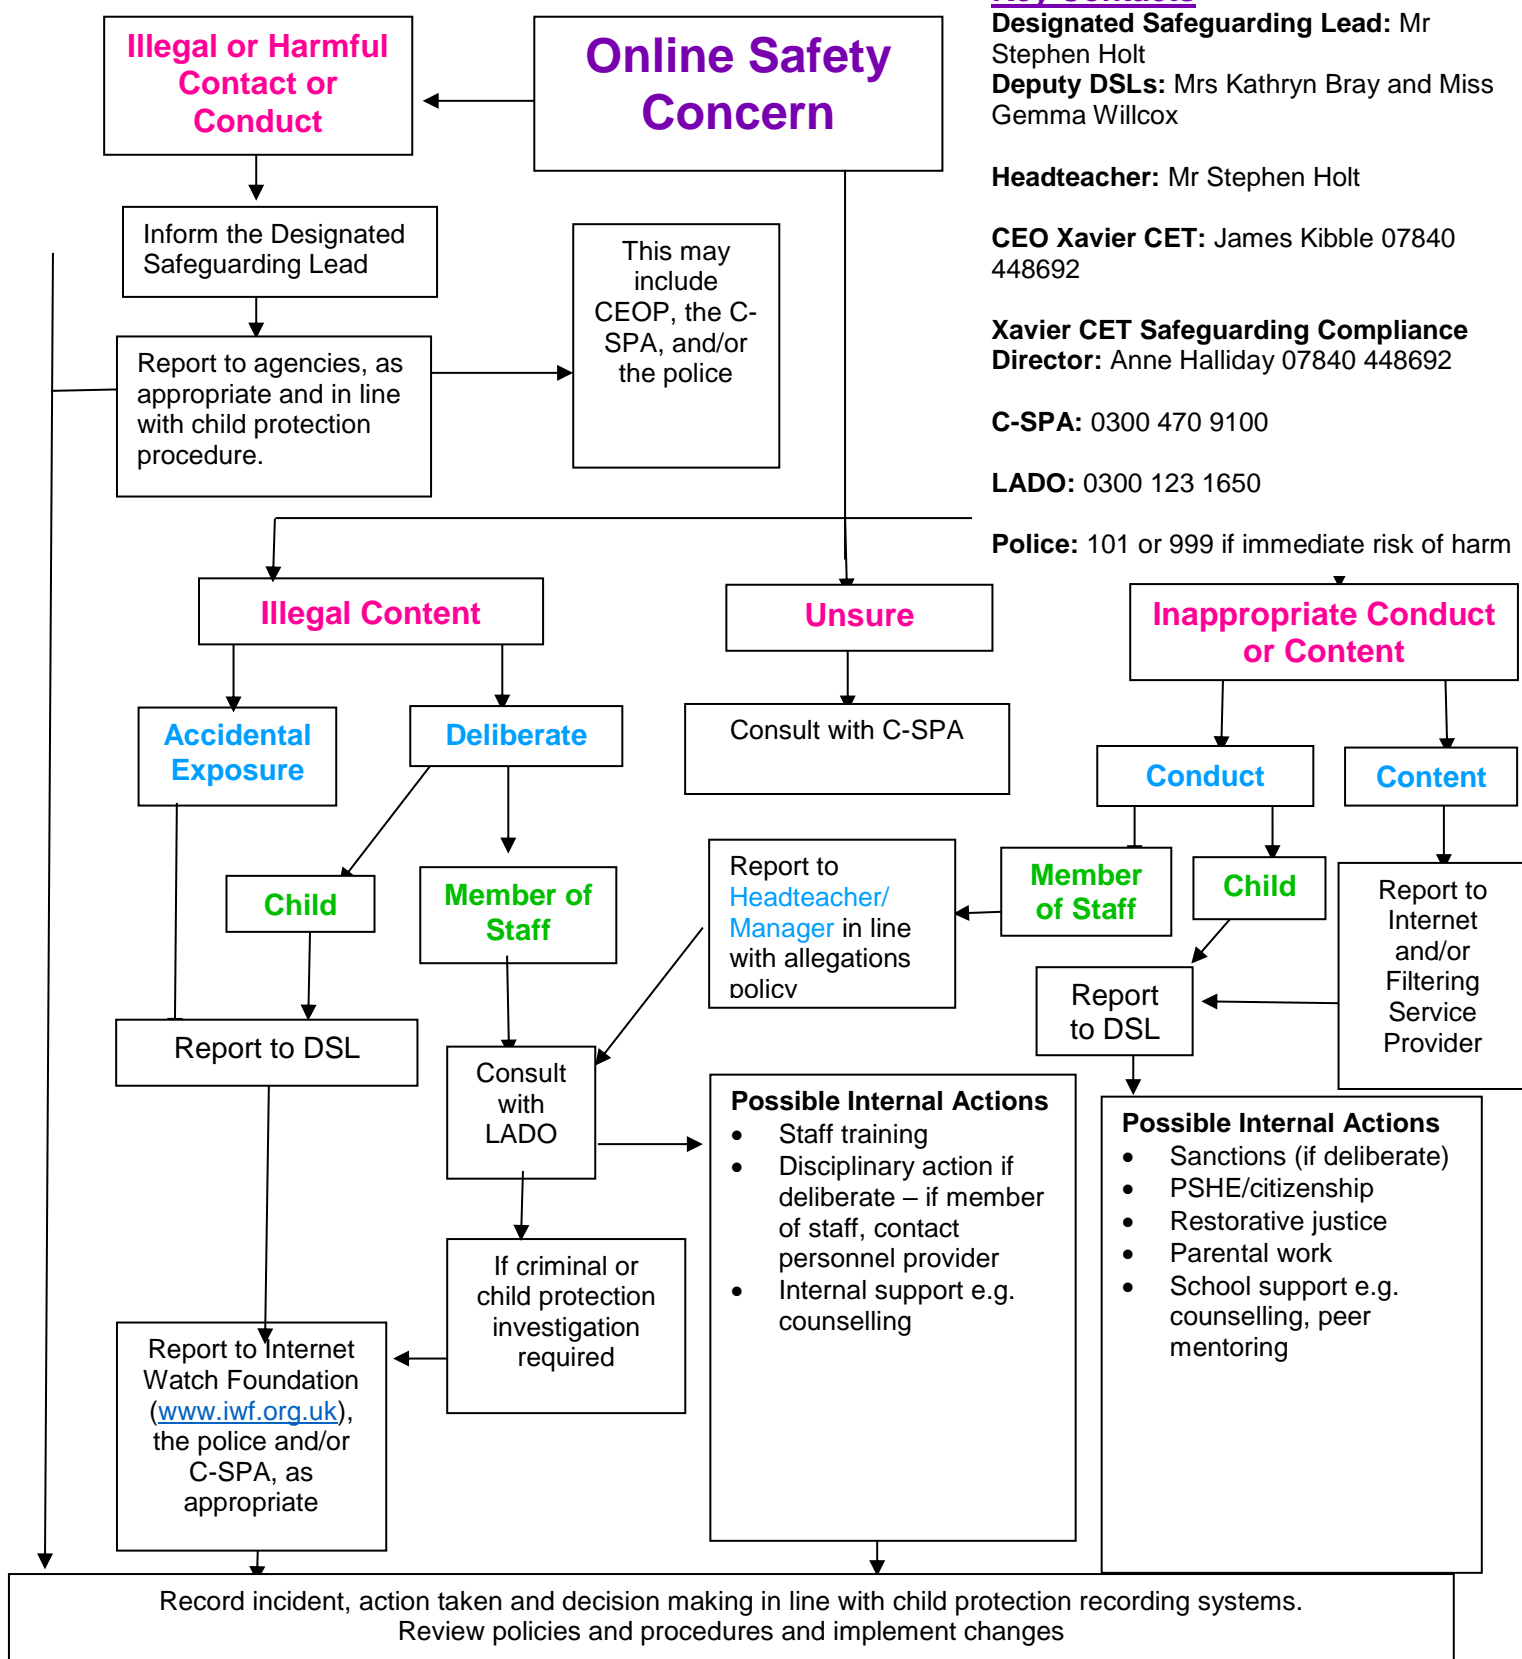 Key Contacts
Designated Safeguarding Lead: Mr
Stephen Holt
Deputy DSLs: Mrs Kathryn Bray and Miss
Gemma Willcox
Headteacher: Mr Stephen Holt
CEO Xavier CET: James Kibble 07840
448692
Xavier CET Safeguarding Compliance
Director: Anne Halliday 07840 448692
C-SPA: 0300 470 9100
LADO: 0300 123 1650
Police: 101 or 999 if immediate risk of harm
Online Safety
Concern
Illegal or Harmful
Contact or
Conduct
Inform the Designated
Safeguarding Lead
Report to agencies, as
appropriate and in line
with child protection
procedure.
This may
include
CEOP, the C-
SPA, and/or
the police
Illegal Content
Unsure
Inappropriate Conduct
or Content
Accidental
Exposure
Deliberate
Consult with C-SPA
Conduct
Content
Child
Member of
Staff
Report to
Headteacher/
Manager in line
with allegations
policy
Member
of Staff
Child
Report to
Internet
and/or
Filtering
Service
Provider
Report to DSL
Consult
with
LADO
Report
to DSL
If criminal or
child protection
investigation
required
Possible Internal Actions
• Staff training
• Disciplinary action if
deliberate – if member
of staff, contact
personnel provider
• Internal support e.g.
counselling
Possible Internal Actions
• Sanctions (if deliberate)
• PSHE/citizenship
• Restorative justice
• Parental work
• School support e.g.
counselling, peer
mentoring
Report to Internet
Watch Foundation
(www.iwf.org.uk),
the police and/or
C-SPA, as
appropriate
Record incident, action taken and decision making in line with child protection recording systems.
Review policies and procedures and implement changes